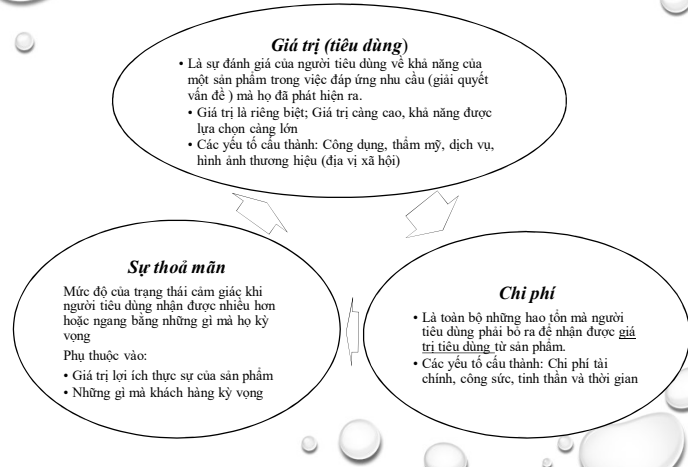 Giá trị (tiêu dùng)
• Là sự đánh giá của người tiêu dùng về khả năng của
một sản phẩm trong việc đáp ứng nhu cầu (giải quyết
vấn đề ) mà họ đã phát hiện ra.
• Giá trị là riêng biệt; Giá trị càng cao, khả năng được
lựa chọn càng lớn
• Các yếu tố cấu thành: Công dụng, thẩm mỹ, dịch vụ,
hình ảnh thương hiệu (địa vị xã hội)
Sự thoả mãn
Mức độ của trạng thái cảm giác khi
người tiêu dùng nhận được nhiều hơn
hoặc ngang bằng những gì mà họ kỳ
vọng
Phụ thuộc vào:
• Giá trị lợi ích thực sự của sản phẩm
• Những gì mà khách hàng kỳ vọng
Chi phí
• Là toàn bộ những hao tổn mà người
tiêu dùng phải bỏ ra để nhận được giá
trị tiêu dùng từ sản phẩm.
• Các yếu tố cấu thành: Chi phí tài
chính, công sức, tinh thần và thời gian